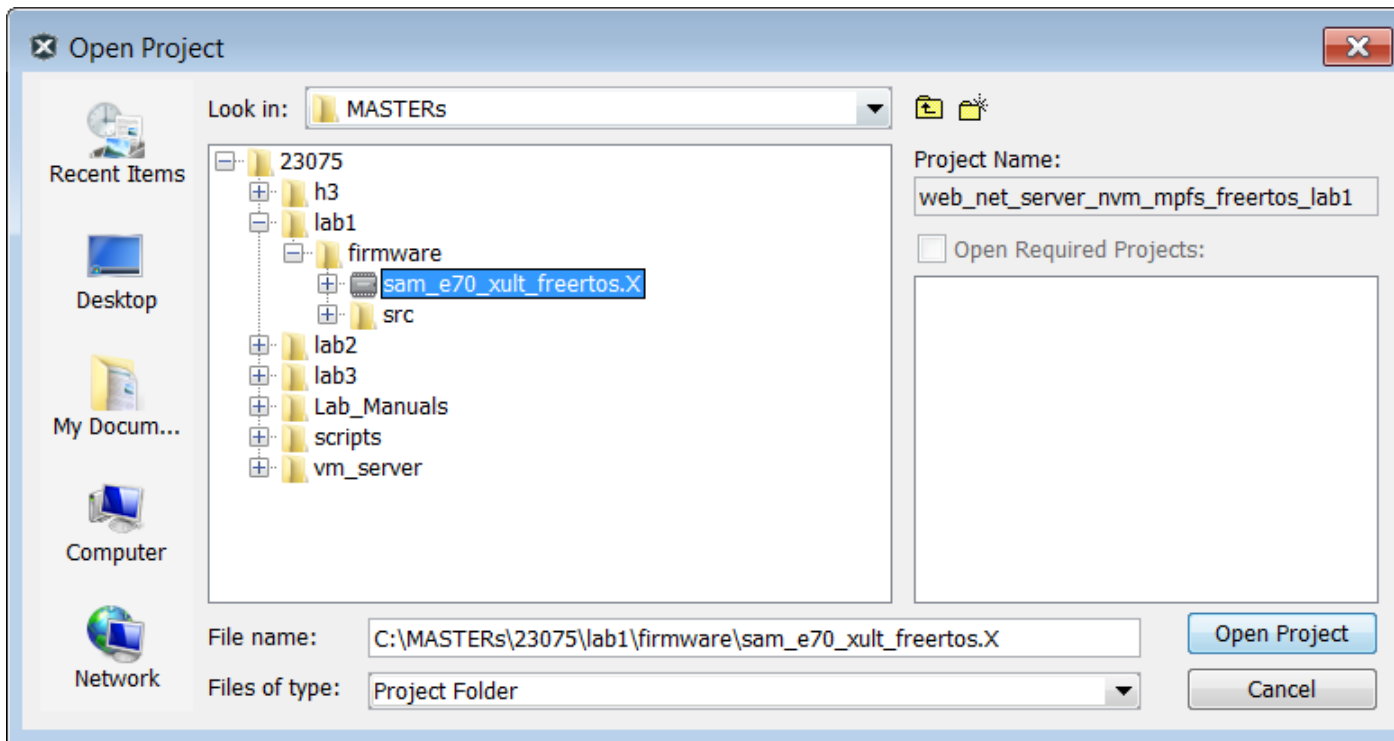 Open Project
Look in: MASTERs
Recent Items
Desktop
My Docum...
Computer
Network
23075
h3
lab1
firmware
sam_e70_xult_freertos.X
src
lab2
lab3
Lab_Manuals
scripts
vm_server
Project Name:
web_net_server_nvm_mpfs_freertos_lab1
Open Required Projects:
File name: C:\MASTERs\23075\lab1\firmware\sam_e70_xult_freertos.X
Open Project
Files of type: Project Folder
Cancel